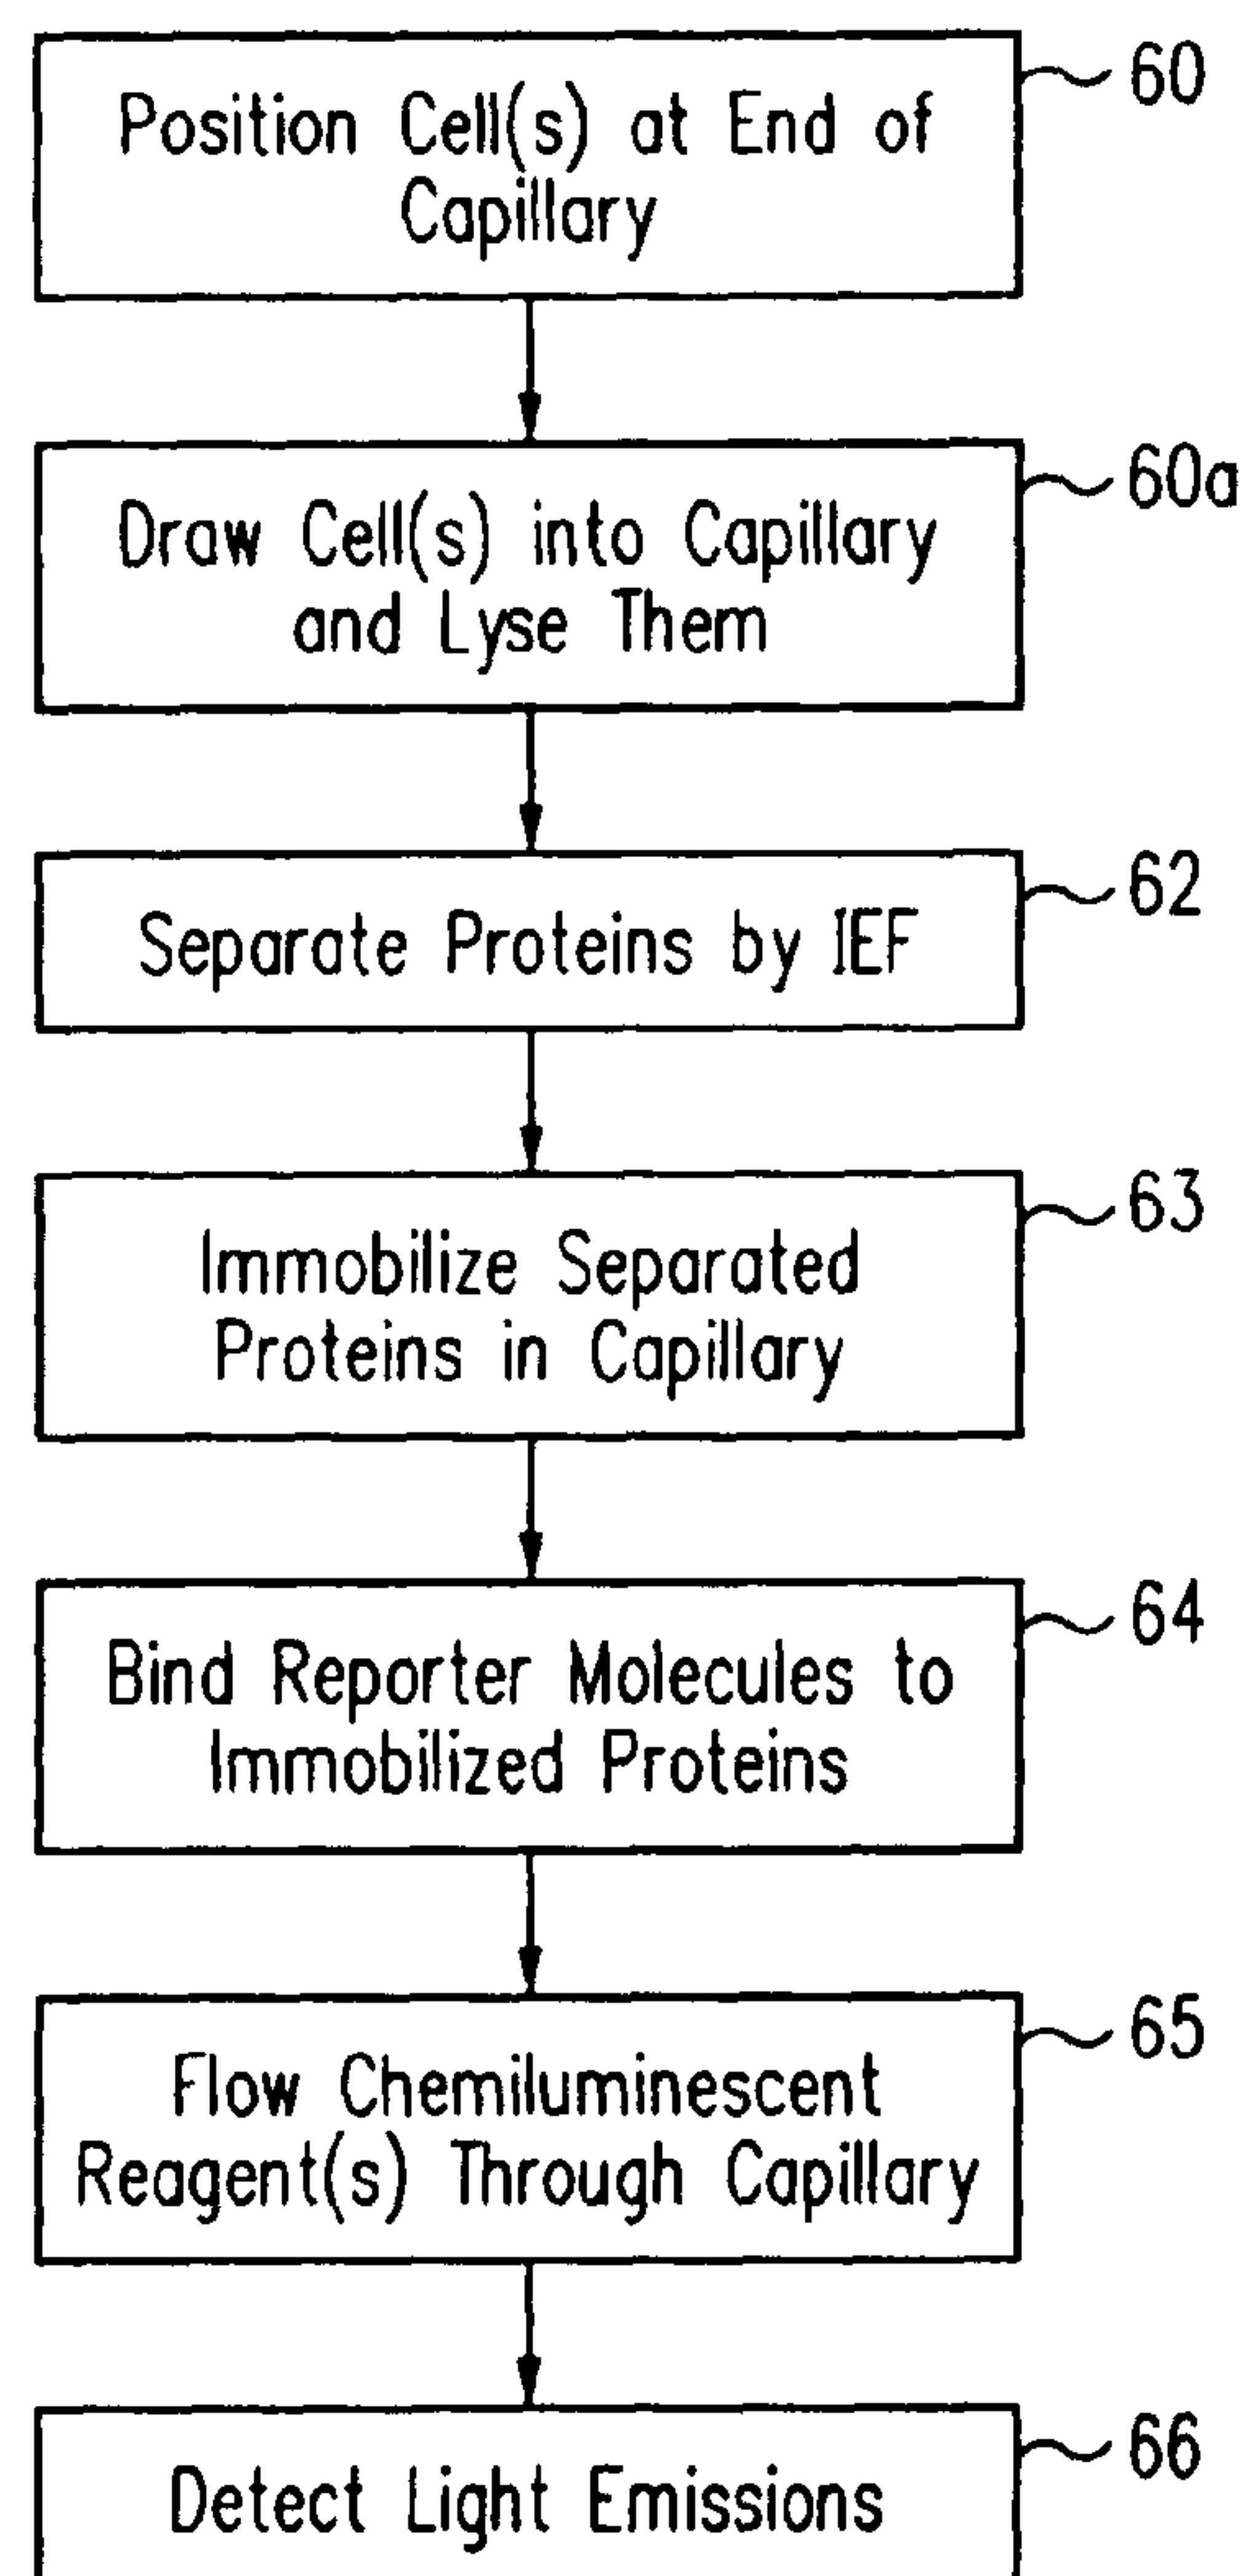 Position Cell(s) at End of
Capillary
60
Draw Cell(s) into Capillary
and Lyse Them
60a
Separate Proteins by IEF
62
Immobilize Separated
Proteins in Capillary
63
Bind Reporter Molecules to
Immobilized Proteins
64
Flow Chemiluminescent
Reagent(s) Through Capillary
65
Detect Light Emissions
66